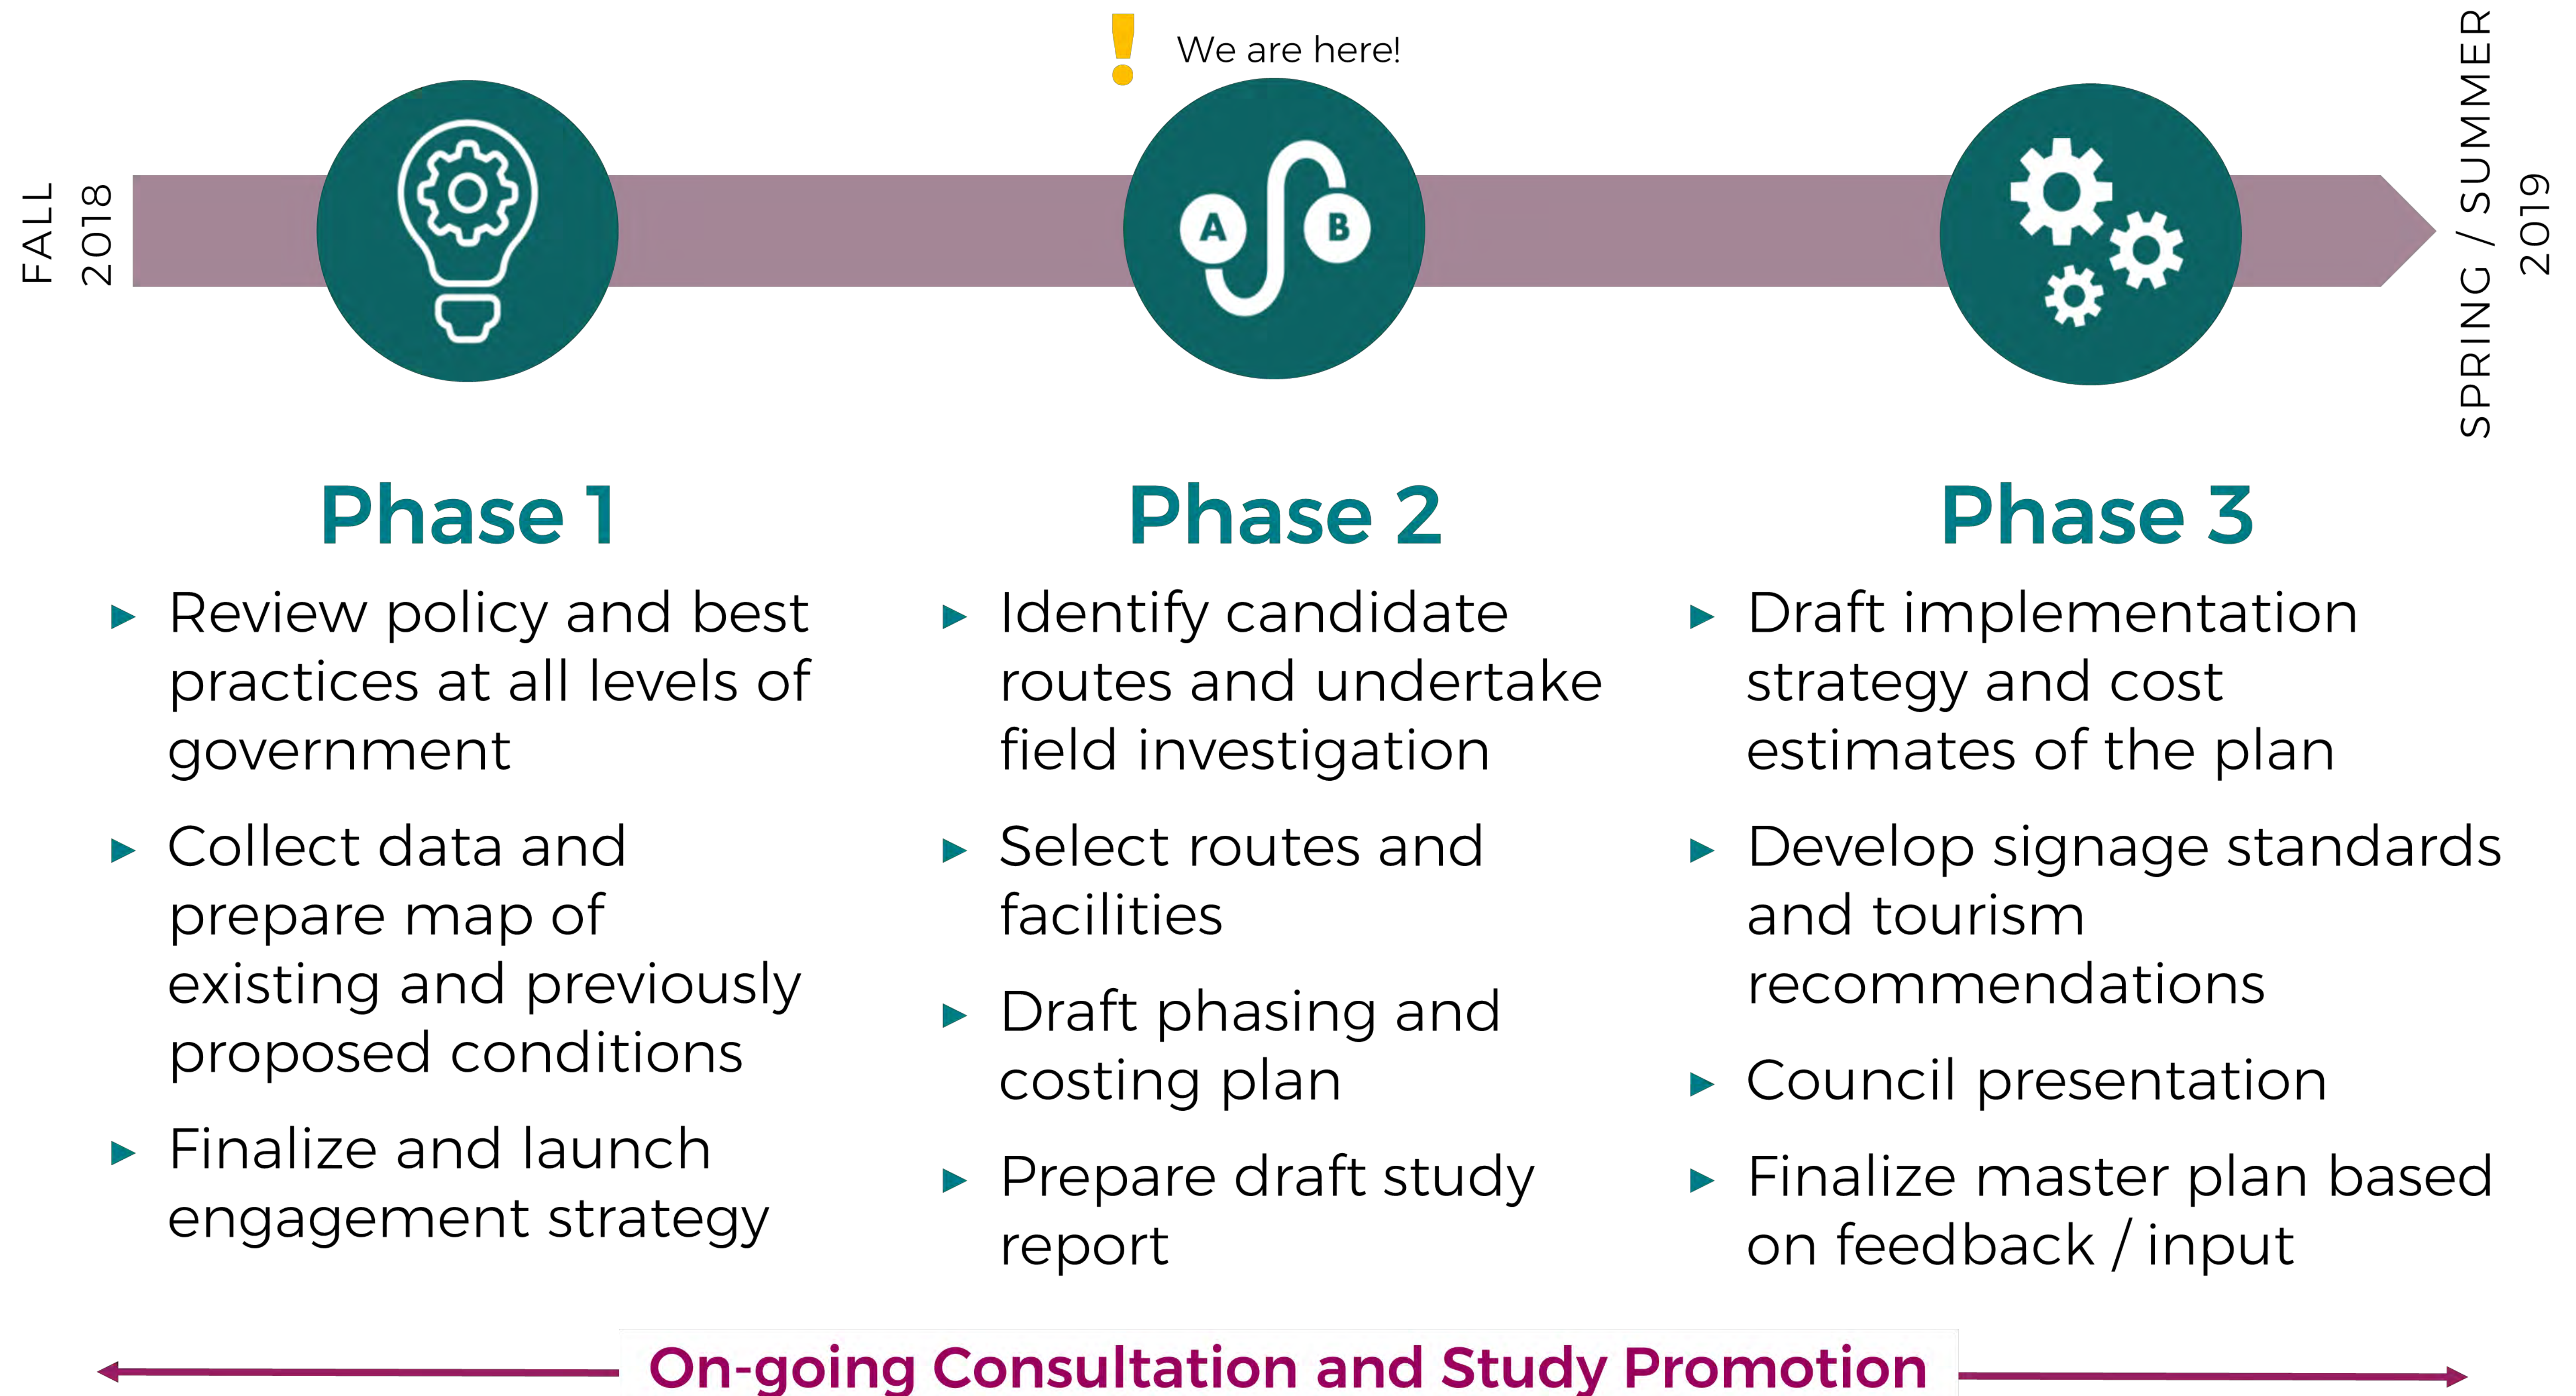 We are here!
FALL
2018
A
B
SPRING / SUMMER
2019
Phase 1
Review policy and best
practices at all levels of
government
Collect data and
prepare map of
existing and previously
proposed conditions
Finalize and launch
engagement strategy
Phase 2
Identify candidate
routes and undertake
field investigation
Select routes and
facilities
Draft phasing and
costing plan
Prepare draft study
report
Phase 3
Draft implementation
strategy and cost
estimates of the plan
Develop signage standards
and tourism
recommendations
Council presentation
Finalize master plan based
on feedback / input
On-going Consultation and Study Promotion